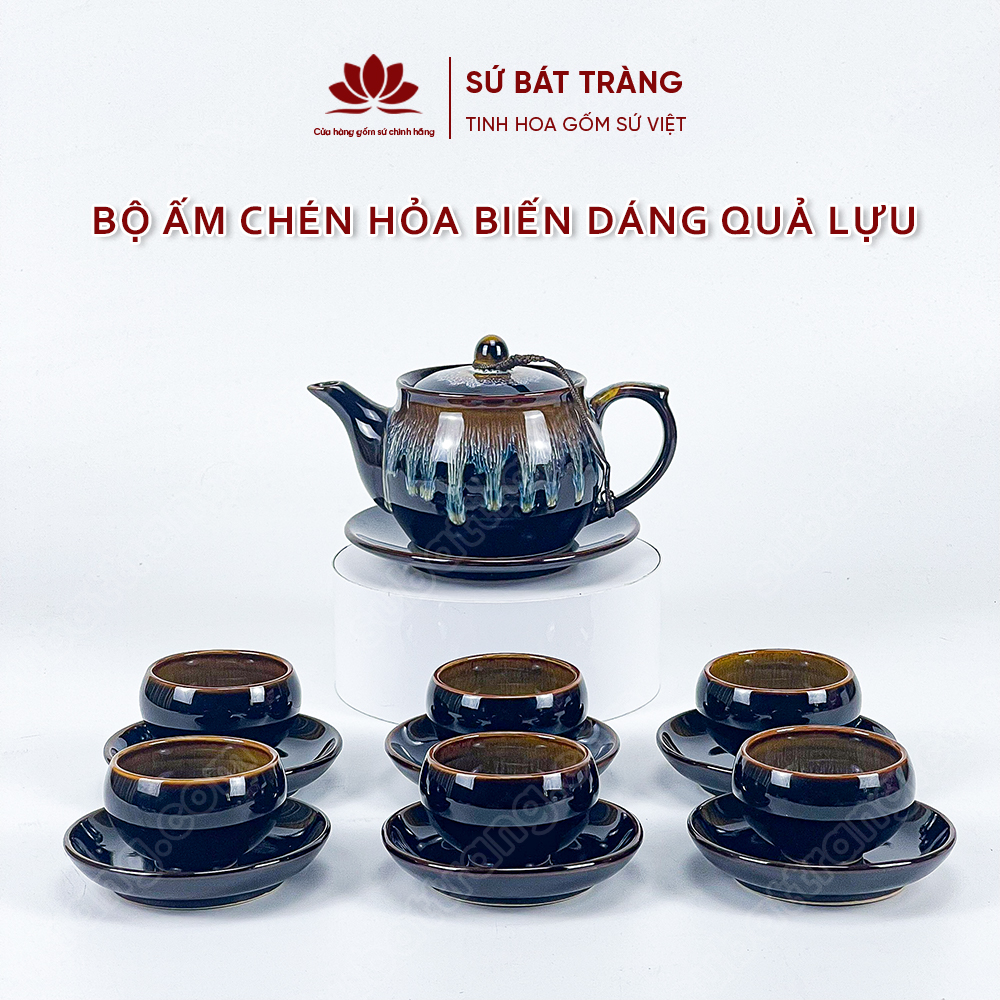 SỨ BÁT TRÀNG
TINH HOA GỐM SỨ VIỆT
Cửa hàng gốm sứ chính hãng
BỘ ẤM CHÉN HỎA BIẾN DÁNG QUẢ LỰU